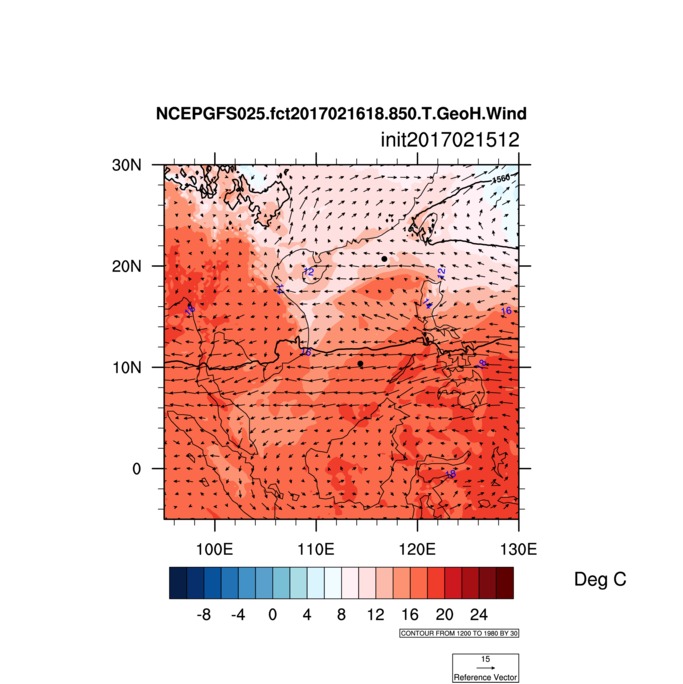 NCEPGFS025.fct2017021618.850.T.GeoH.Wind
init2017021512
30N
1560
20N
12
12
16
16
10N
18
0
18
100E
110E
120E
130E
Deg C
-8
-4
0
4
8
12
16
20
24
CONTOUR FROM 1200 TO 1980 BY 30
15
Reference Vector